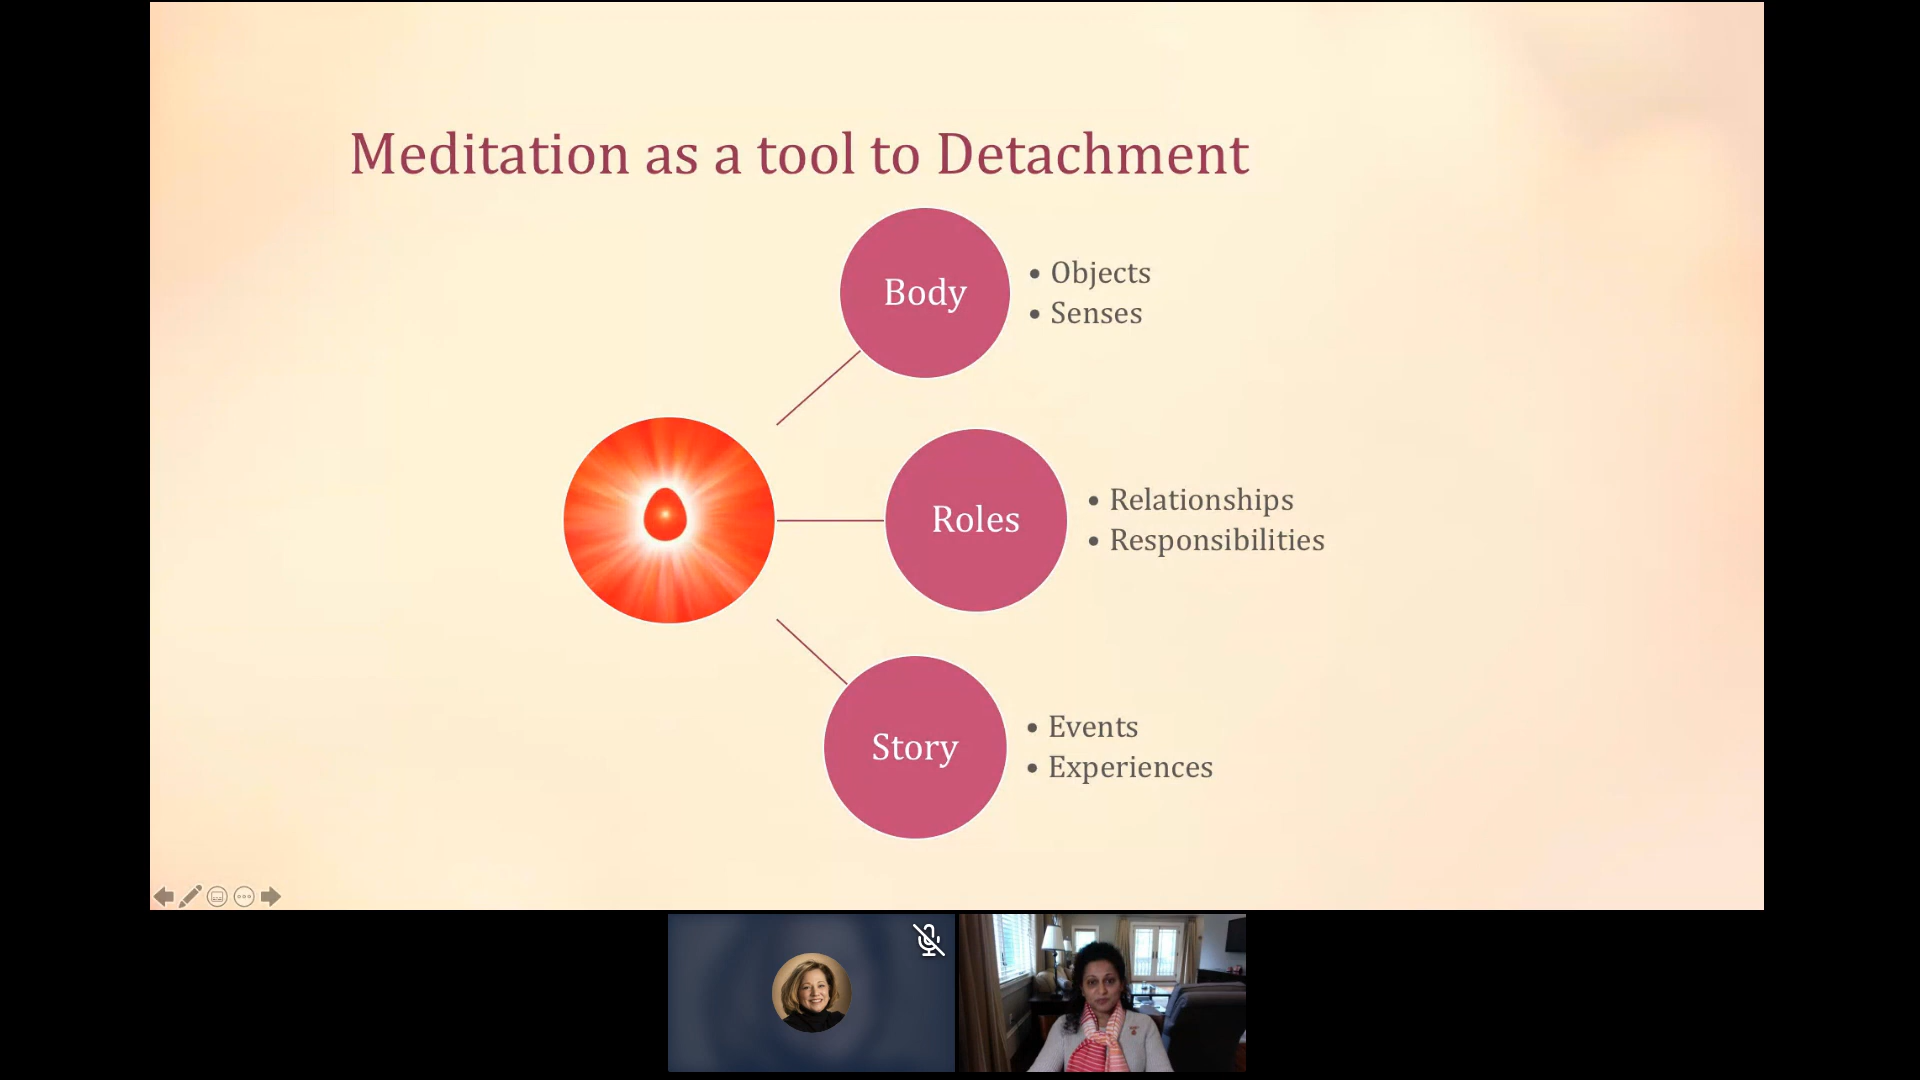 Meditation as a tool to Detachment
Body
• Objects
• Senses
Roles
• Relationships
• Responsibilities
Story
• Events
• Experiences